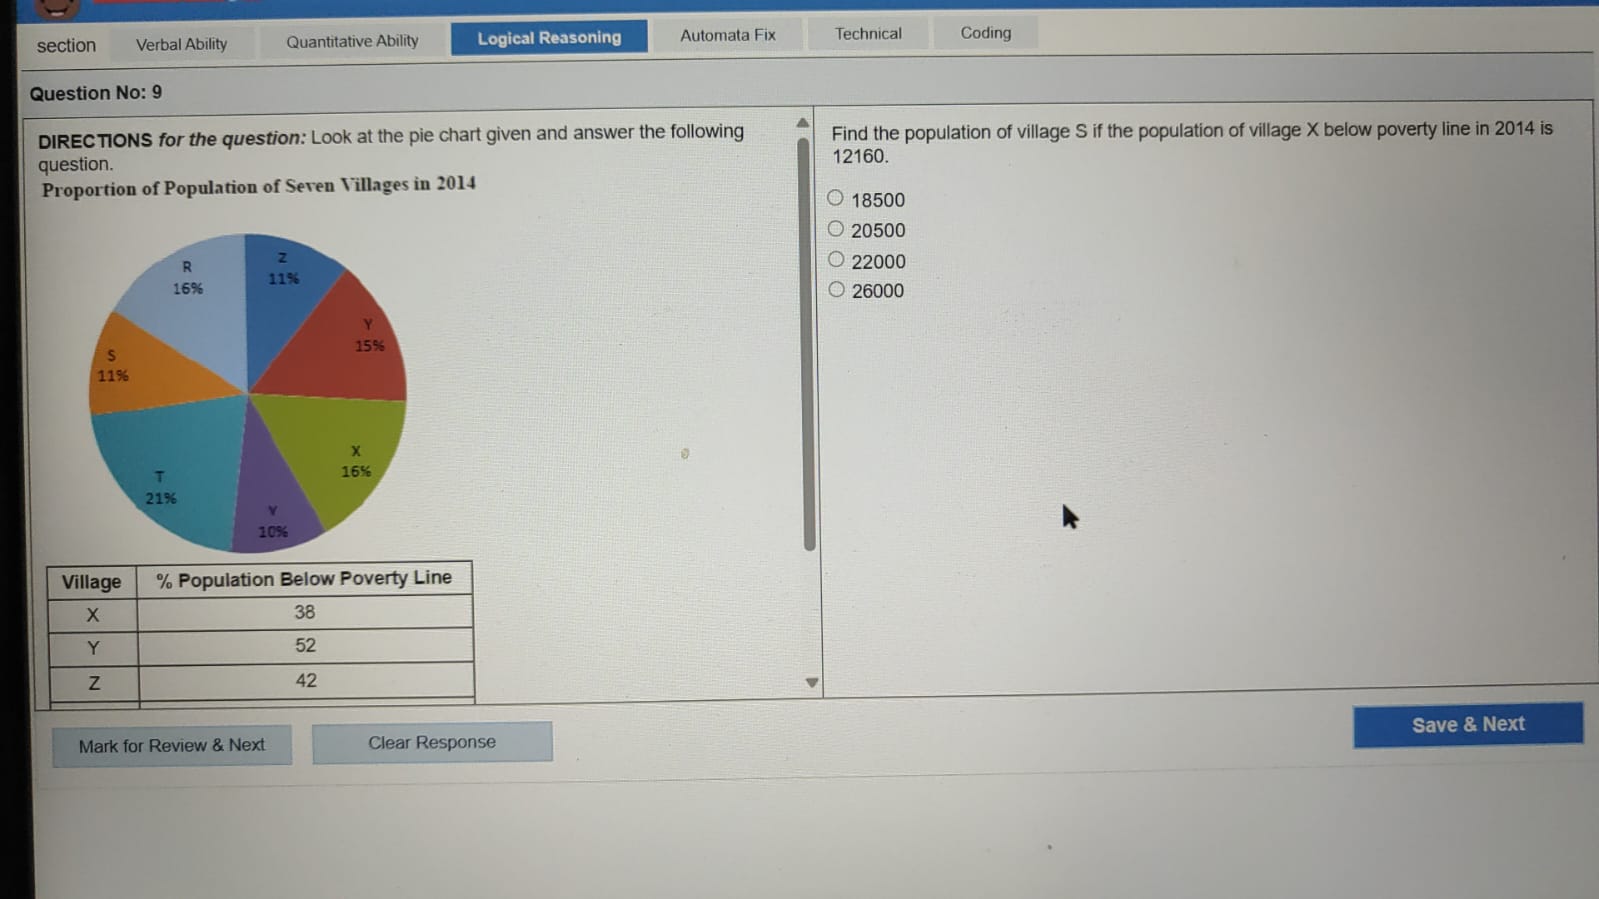 section Verbal Ability Quantitative Ability Logical Reasoning Automata Fix Technical Coding
Question No: 9
DIRECTIONS for the question: Look at the pie chart given and answer the following
question.
Proportion of Population of Seven Villages in 2014
Z
11%
R
16%
Y
15%
S
11%
X
16%
T
21%
V
10%
Village % Population Below Poverty Line
X 38
Y 52
Z 42
Find the population of village S if the population of village X below poverty line in 2014 is
12160.
18500
20500
22000
26000
Mark for Review & Next Clear Response Save & Next